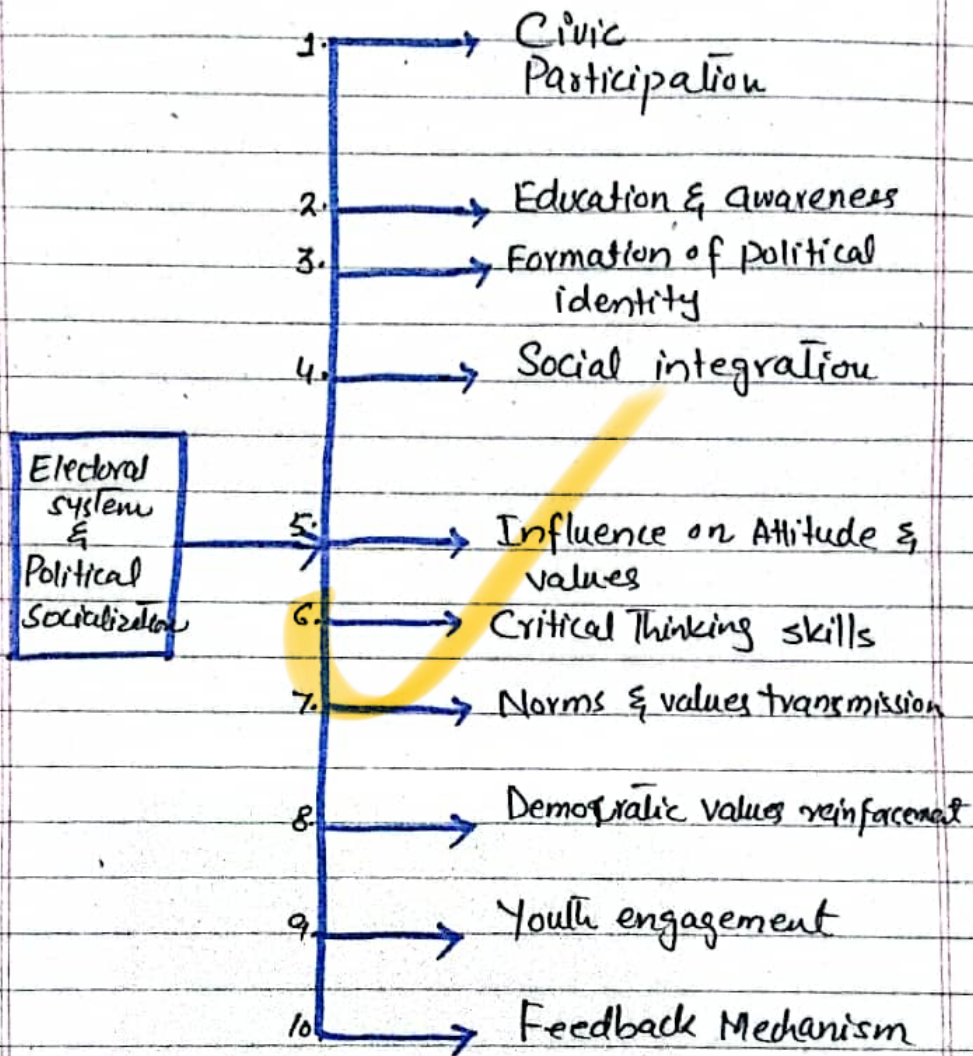 1. Civic
Participation
2. Education & awareness
3. Formation of political
identity
4. Social integration
Electoral
system
&
Political
socialization
5. Influence on Attitude &
values
6. Critical Thinking skills
7. Norms & values transmission
8. Democratic values reinforcement
9. Youth engagement
10 Feedback Mechanism